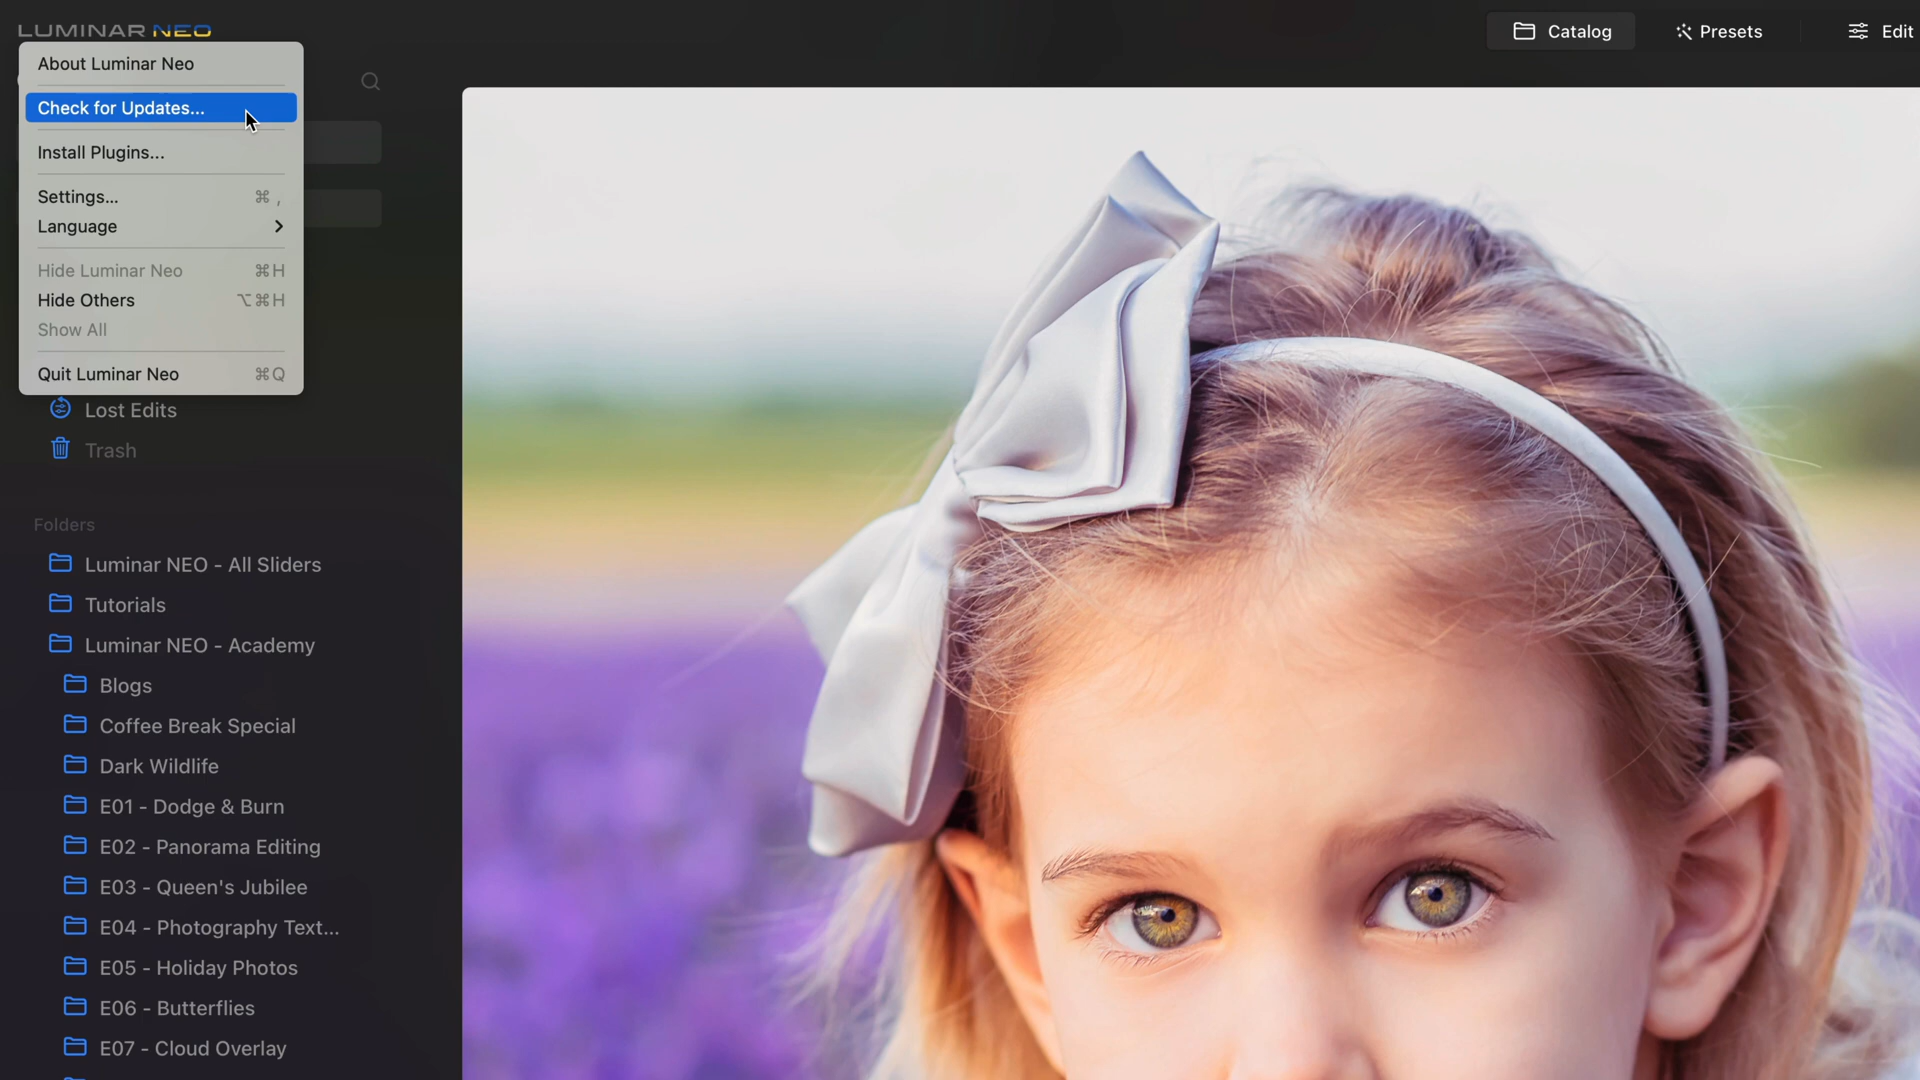 LUMINAR NEO
About Luminar Neo
Check for Updates...
Install Plugins...
Settings... ⌘ ,
Language
Hide Luminar Neo ⌘H
Hide Others ⌥⌘H
Show All
Quit Luminar Neo ⌘Q
Lost Edits
Trash
Folders
Luminar NEO - All Sliders
Tutorials
Luminar NEO - Academy
Blogs
Coffee Break Special
Dark Wildlife
E01 - Dodge & Burn
E02 - Panorama Editing
E03 - Queen's Jubilee
E04 - Photography Text...
E05 - Holiday Photos
E06 - Butterflies
E07 - Cloud Overlay
Catalog
Presets
Edit